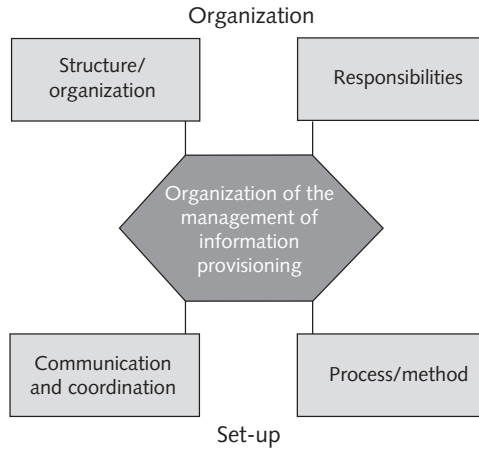 Organization
Structure/
organization
Responsibilities
Organization of the
management of
information
provisioning
Communication
and coordination
Process/method
Set-up